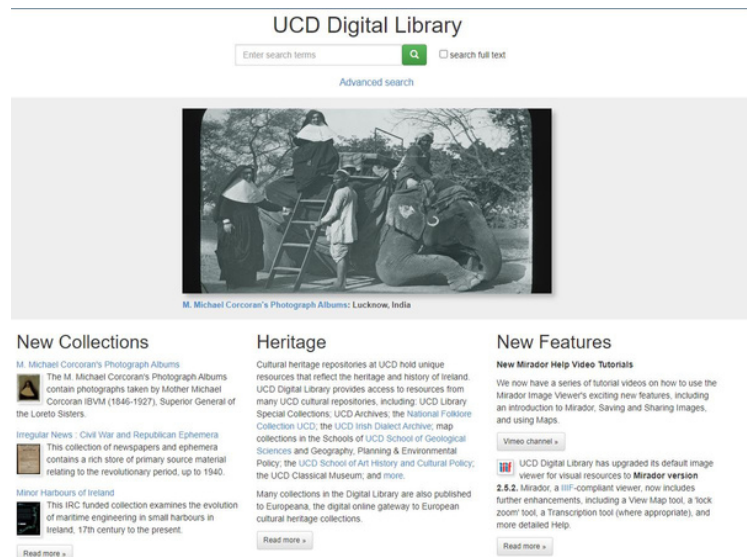 UCD Digital Library
Enter search terms
search full text
Advanced search
M. Michael Corcoran's Photograph Albums: Lucknow, India
New Collections
M. Michael Corcoran's Photograph Albums
The M. Michael Corcoran's Photograph Albums
contain photographs taken by Mother Michael
Corcoran IBVM (1846-1927), Superior General of
the Loreto Sisters.
Irregular News : Civil War and Republican Ephemera
This collection of newspapers and ephemera
contains a rich store of primary source material
relating to the revolutionary period, up to 1940.
Minor Harbours of Ireland
This IRC funded collection examines the evolution
of maritime engineering in small harbours in
Ireland, 17th century to the present.
Read more »
Heritage
Cultural heritage repositories at UCD hold unique
resources that reflect the heritage and history of Ireland.
UCD Digital Library provides access to resources from
many UCD cultural repositories, including: UCD Library
Special Collections; UCD Archives; the National Folklore
Collection UCD; the UCD Irish Dialect Archive; map
collections in the Schools of UCD School of Geological
Sciences and Geography, Planning & Environmental
Policy; the UCD School of Art History and Cultural Policy;
the UCD Classical Museum; and more.
Many collections in the Digital Library are also published
to Europeana, the digital online gateway to European
cultural heritage collections.
Read more »
New Features
New Mirador Help Video Tutorials
We now have a series of tutorial videos on how to use the
Mirador Image Viewer's exciting new features, including
an introduction to Mirador, Saving and Sharing Images,
and using Maps.
Vimeo channel »
UCD Digital Library has upgraded its default image
viewer for visual resources to Mirador version
2.5.2. Mirador, a IIIF-compliant viewer, now includes
further enhancements, including a View Map tool, a 'lock
zoom' tool, a Transcription tool (where appropriate), and
more detailed Help.
Read more »